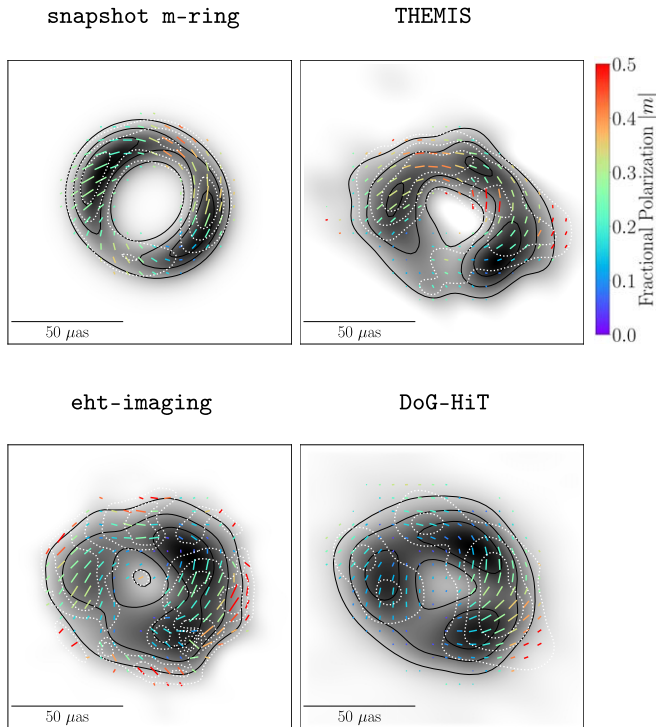 snapshot m-ring
THEMIS
50 μas
50 μas
0.5
0.4
0.3
0.2
0.1
0.0
Fractional Polarization |m|
eht-imaging
DoG-HiT
50 μas
50 μas